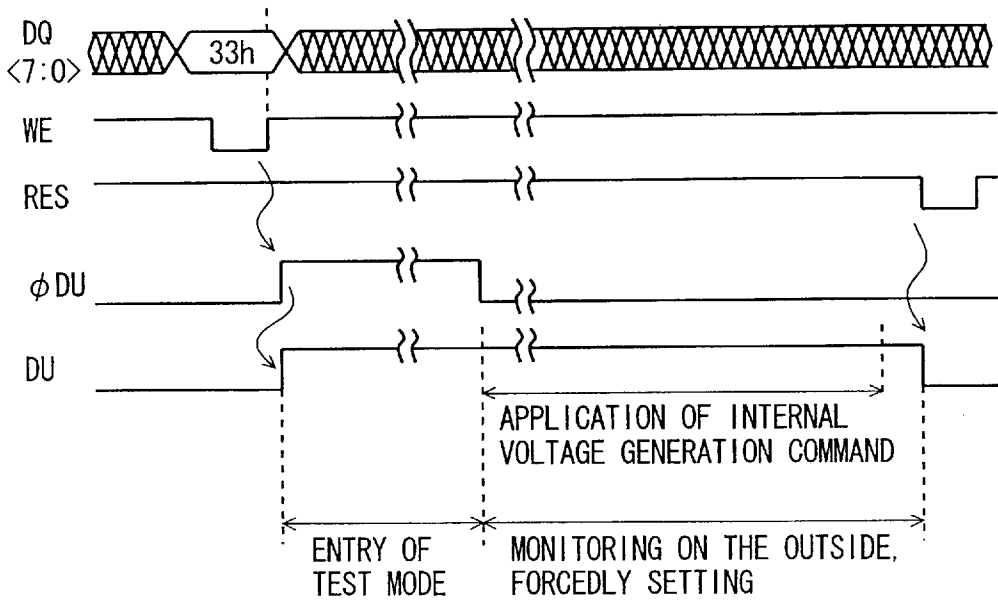 DQ
<7:0>
33h
WE
RES
φDU
DU
APPLICATION OF INTERNAL
VOLTAGE GENERATION COMMAND
ENTRY OF
TEST MODE
MONITORING ON THE OUTSIDE,
FORCEDLY SETTING